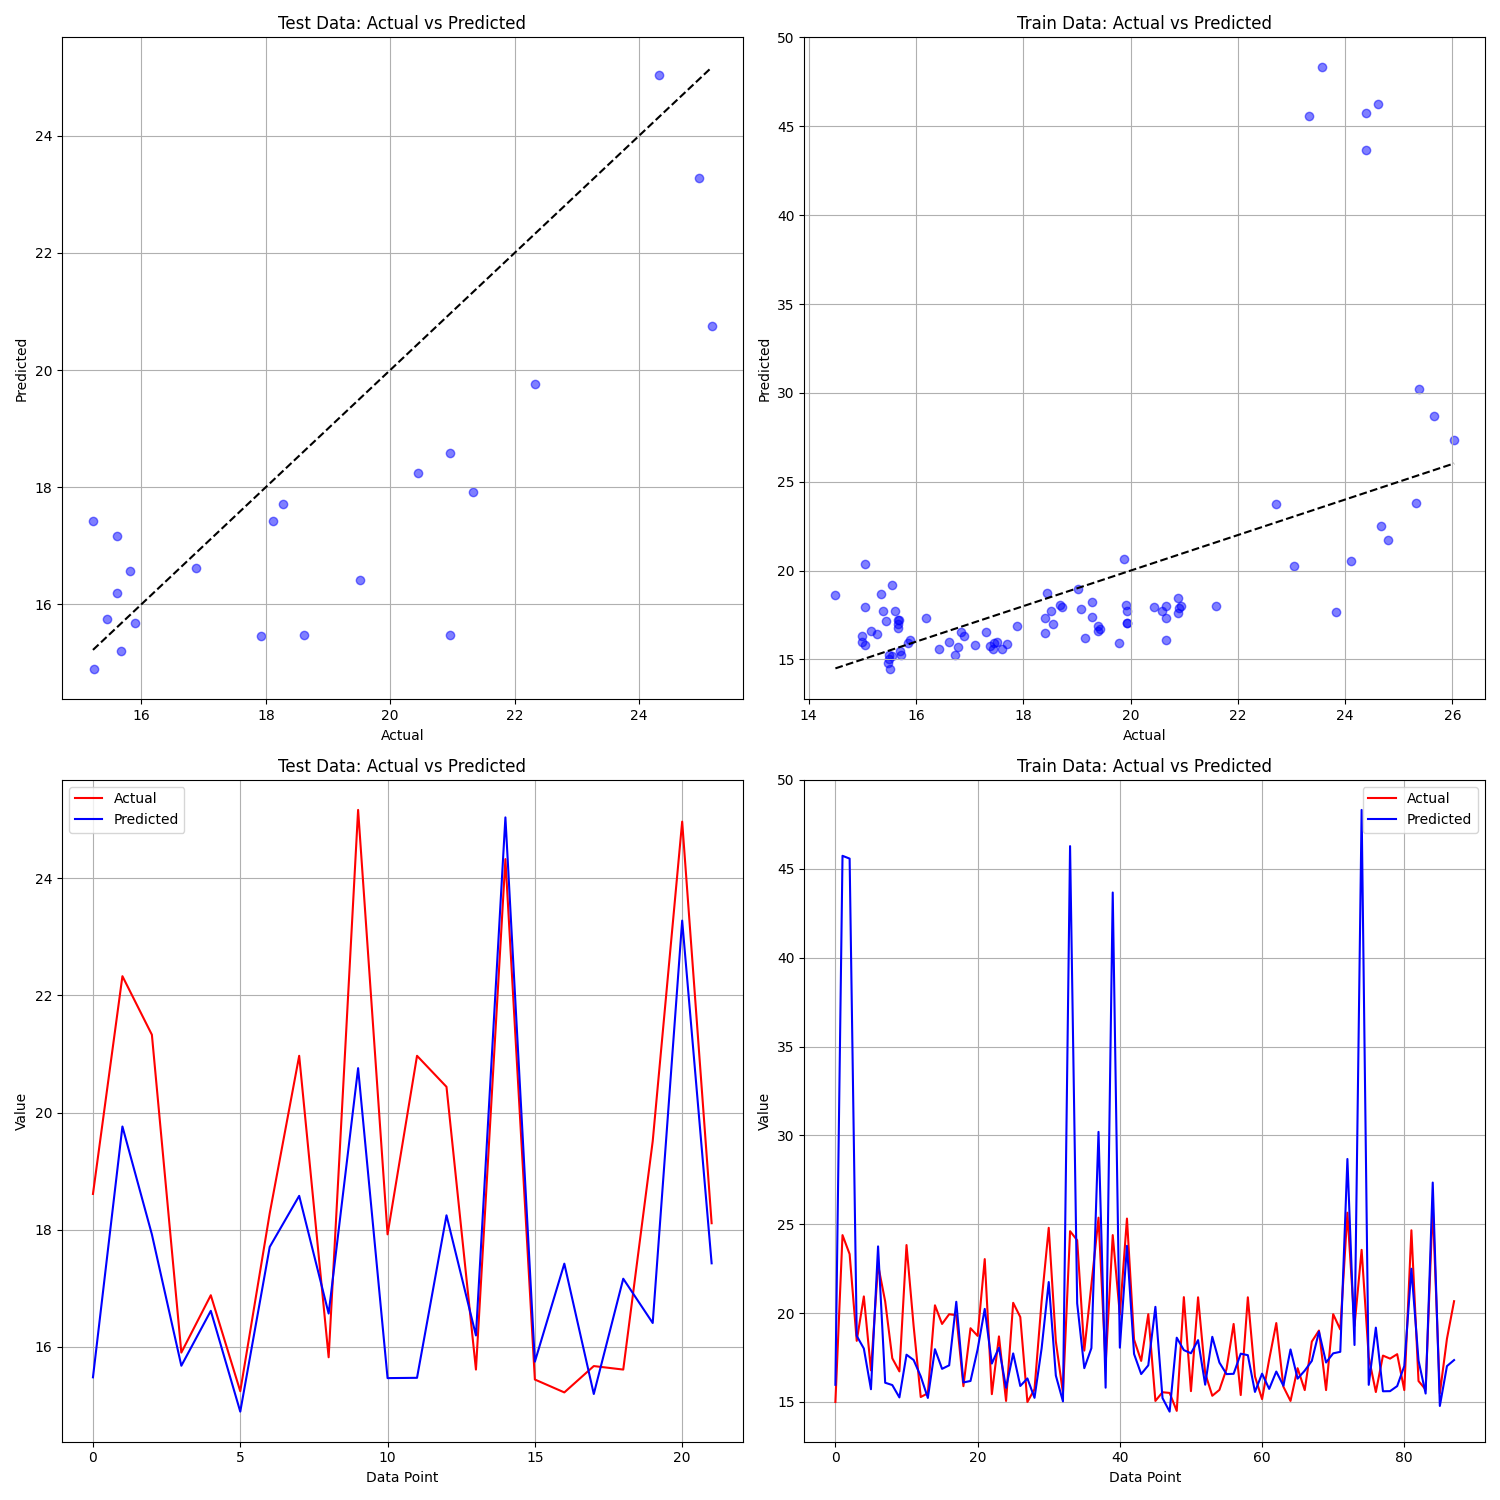 Test Data: Actual vs Predicted
Predicted
24
22
20
18
16
16 18 20 22 24
Actual
Train Data: Actual vs Predicted
Predicted
50
45
40
35
30
25
20
15
14 16 18 20 22 24 26
Actual
Test Data: Actual vs Predicted
Actual
Predicted
Value
24
22
20
18
16
0 5 10 15 20
Data Point
Train Data: Actual vs Predicted
Actual
Predicted
Value
50
45
40
35
30
25
20
15
0 20 40 60 80
Data Point